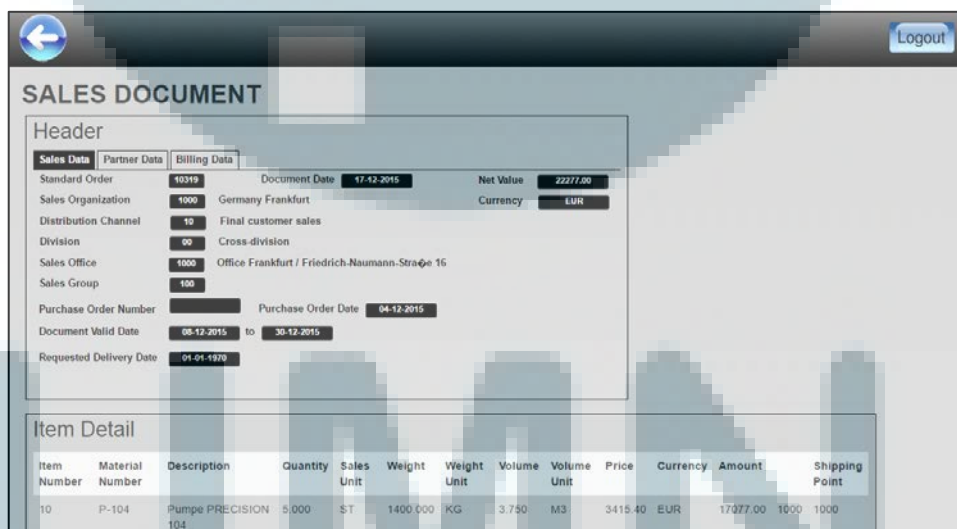 Logout
SALES DOCUMENT
Header
Sales Data Partner Data Billing Data
Standard Order 10319 Document Date 17-12-2015 Net Value 22277.00
Sales Organization 1000 Germany Frankfurt Currency EUR
Distribution Channel 10 Final customer sales
Division 00 Cross-division
Sales Office 1000 Office Frankfurt / Friedrich-Naumann-Stra�e 16
Sales Group 100
Purchase Order Number Purchase Order Date 04-12-2015
Document Valid Date 08-12-2015 to 30-12-2015
Requested Delivery Date 01-01-1970
Item Detail
Item Material Description Quantity Sales Weight Weight Volume Volume Price Currency Amount Shipping
Number Number Unit Unit Unit Point
10 P-104 Pumpe PRECISION 5.000 ST 1400.000 KG 3.750 M3 3415.40 EUR 17077.00 1000 1000
104